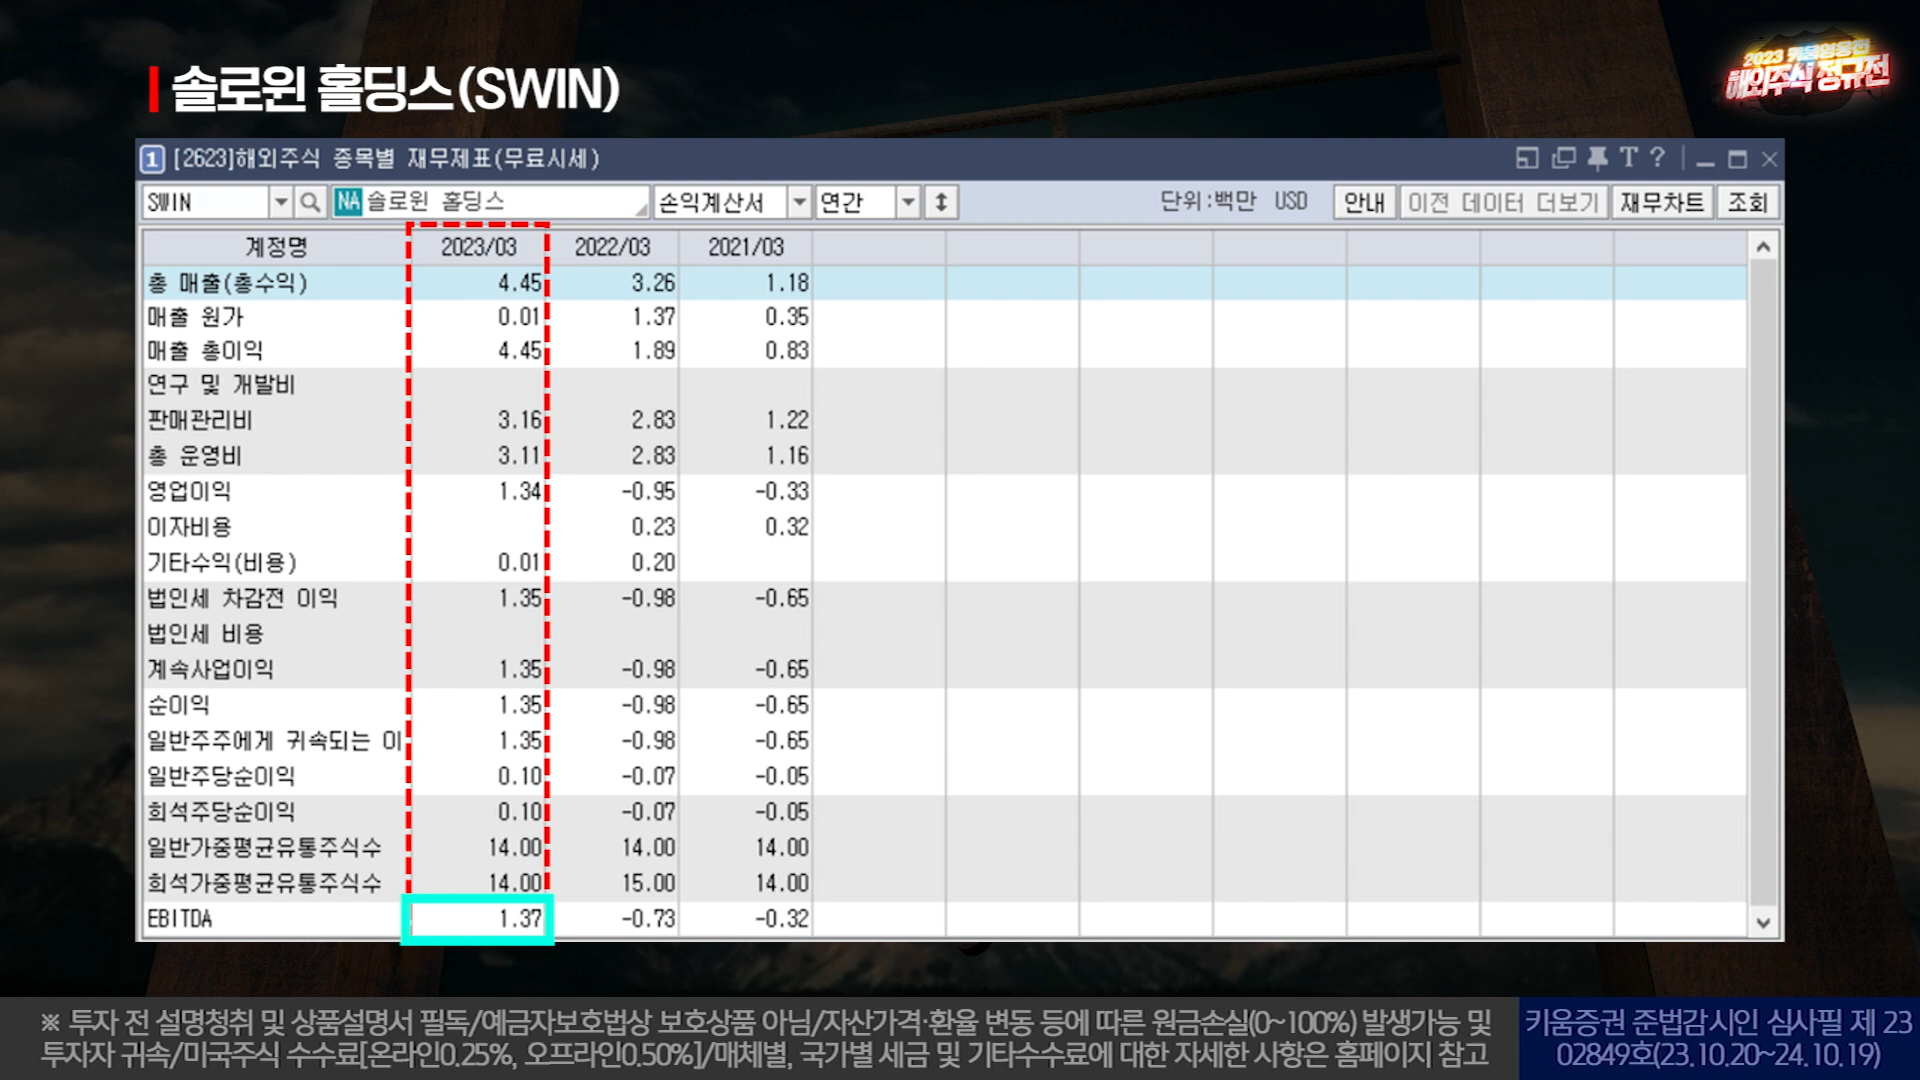 솔로윈 홀딩스(SWIN)
2023 키움영웅전
해외주식 정규전
1 [2623]해외주식 종목별 재무제표(무료시세)
SWIN NA 솔로윈 홀딩스 손익계산서 연간 단위:백만 USD 안내 이전 데이터 더보기 재무차트 조회
계정명 2023/03 2022/03 2021/03
총 매출(총수익) 4.45 3.26 1.18
매출 원가 0.01 1.37 0.35
매출 총이익 4.45 1.89 0.83
연구 및 개발비
판매관리비 3.16 2.83 1.22
총 운영비 3.11 2.83 1.16
영업이익 1.34 -0.95 -0.33
이자비용 0.23 0.32
기타수익(비용) 0.01 0.20
법인세 차감전 이익 1.35 -0.98 -0.65
법인세 비용
계속사업이익 1.35 -0.98 -0.65
순이익 1.35 -0.98 -0.65
일반주주에게 귀속되는 이 1.35 -0.98 -0.65
일반주당순이익 0.10 -0.07 -0.05
희석주당순이익 0.10 -0.07 -0.05
일반가중평균유통주식수 14.00 14.00 14.00
희석가중평균유통주식수 14.00 15.00 14.00
EBITDA 1.37 -0.73 -0.32
※ 투자 전 설명청취 및 상품설명서 필독/예금자보호법상 보호상품 아님/자산가격·환율 변동 등에 따른 원금손실(0~100%) 발생가능 및
투자자 귀속/미국주식 수수료[온라인0.25%, 오프라인0.50%]/매체별, 국가별 세금 및 기타수수료에 대한 자세한 사항은 홈페이지 참고
키움증권 준법감시인 심사필 제 23
02849호(23.10.20~24.10.19)